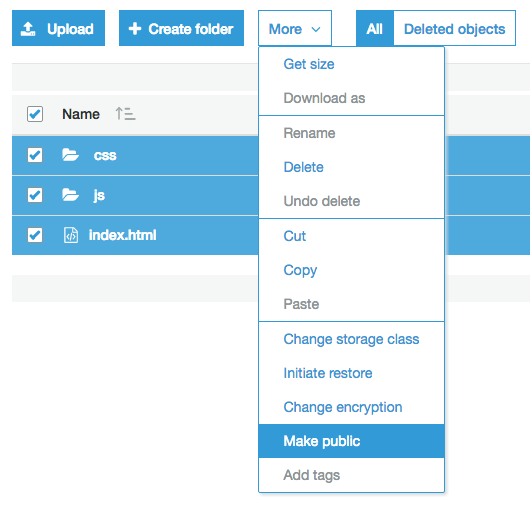 Upload Create folder More All Deleted objects
Get size
Download as
Name
Rename
css
Delete
js
Undo delete
index.html
Cut
Copy
Paste
Change storage class
Initiate restore
Change encryption
Make public
Add tags